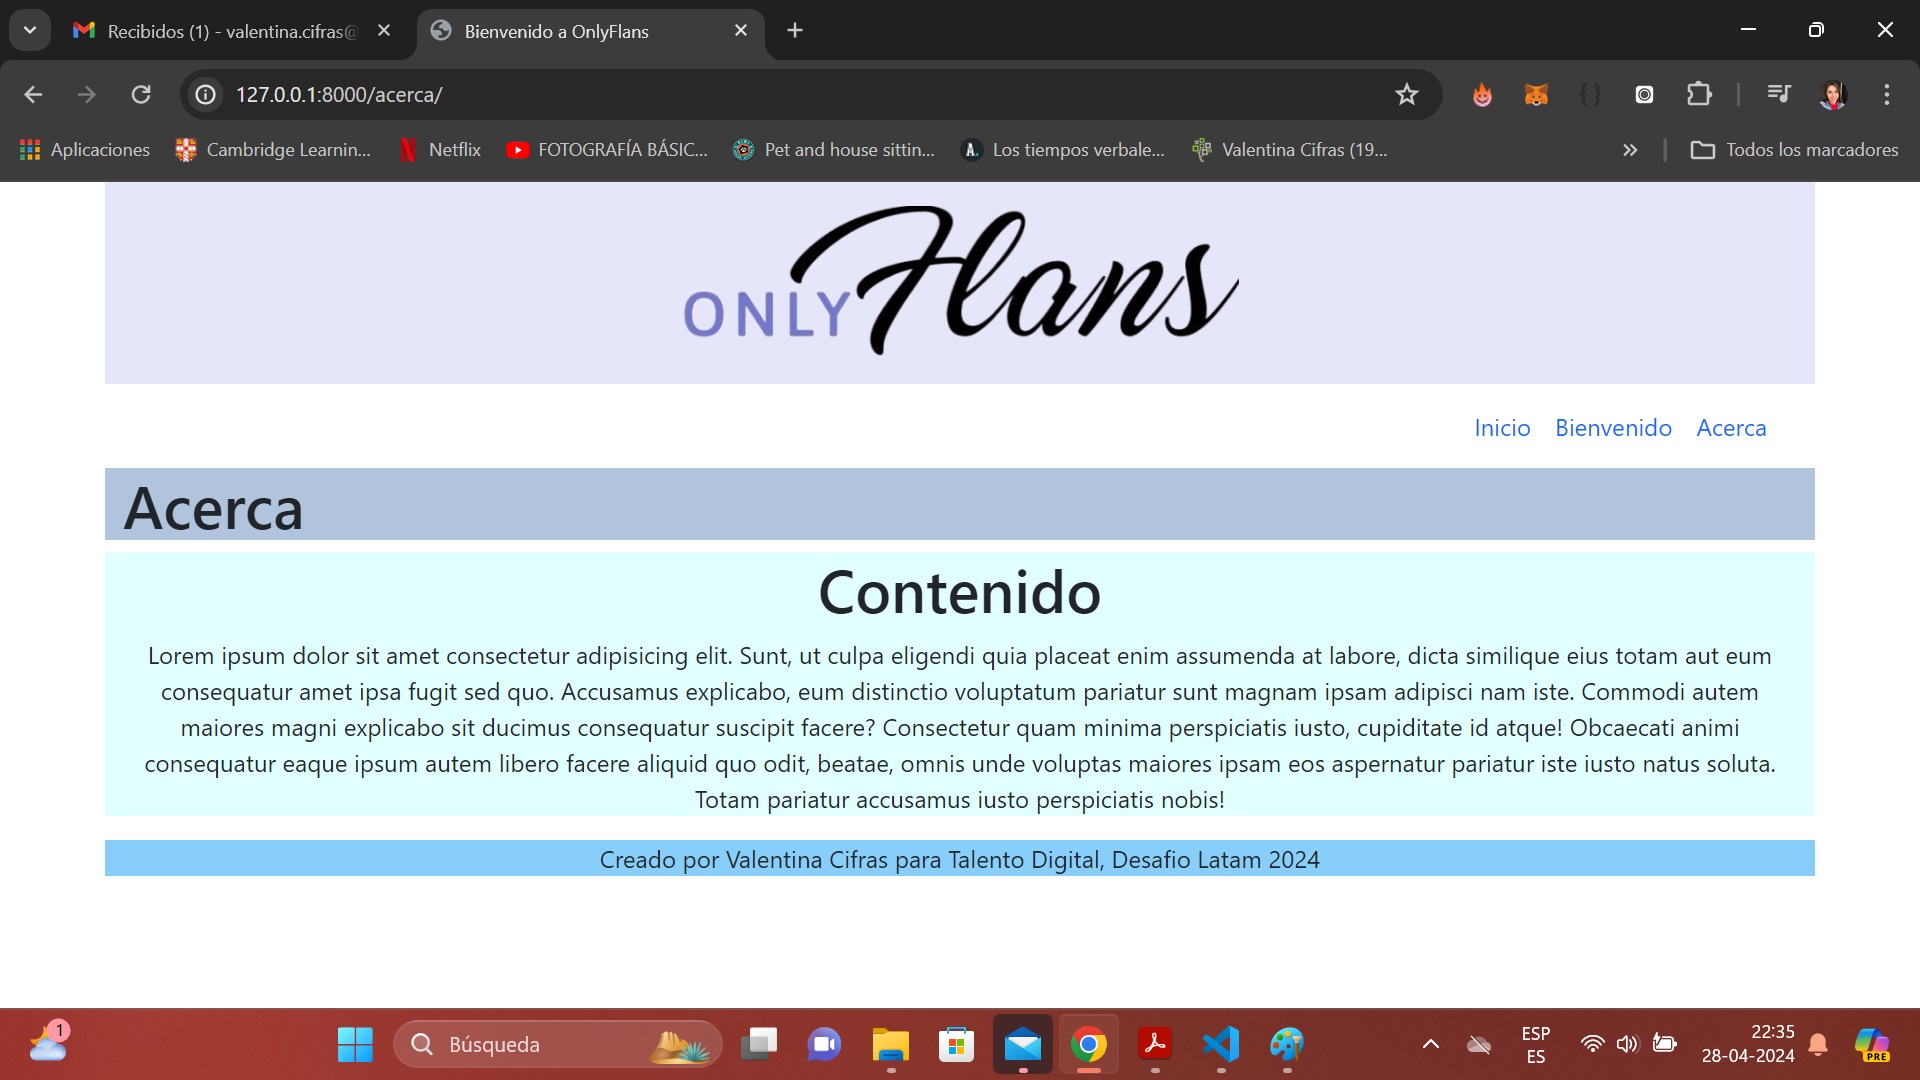 Recibidos (1) - valentina.cifras@
Bienvenido a OnlyFlans
127.0.0.1:8000/acerca/
Aplicaciones
Cambridge Learnin...
Netflix
FOTOGRAFÍA BÁSIC...
Pet and house sittin...
A.
Los tiempos verbale...
Valentina Cifras (19...
Todos los marcadores
ONLY Flans
Inicio Bienvenido Acerca
Acerca
Contenido
Lorem ipsum dolor sit amet consectetur adipisicing elit. Sunt, ut culpa eligendi quia placeat enim assumenda at labore, dicta similique eius totam aut eum
consequatur amet ipsa fugit sed quo. Accusamus explicabo, eum distinctio voluptatum pariatur sunt magnam ipsam adipisci nam iste. Commodi autem
maiores magni explicabo sit ducimus consequatur suscipit facere? Consectetur quam minima perspiciatis iusto, cupiditate id atque! Obcaecati animi
consequatur eaque ipsum autem libero facere aliquid quo odit, beatae, omnis unde voluptas maiores ipsam eos aspernatur pariatur iste iusto natus soluta.
Totam pariatur accusamus iusto perspiciatis nobis!
Creado por Valentina Cifras para Talento Digital, Desafio Latam 2024
1
Búsqueda
ESP
ES
22:35
28-04-2024
PRE